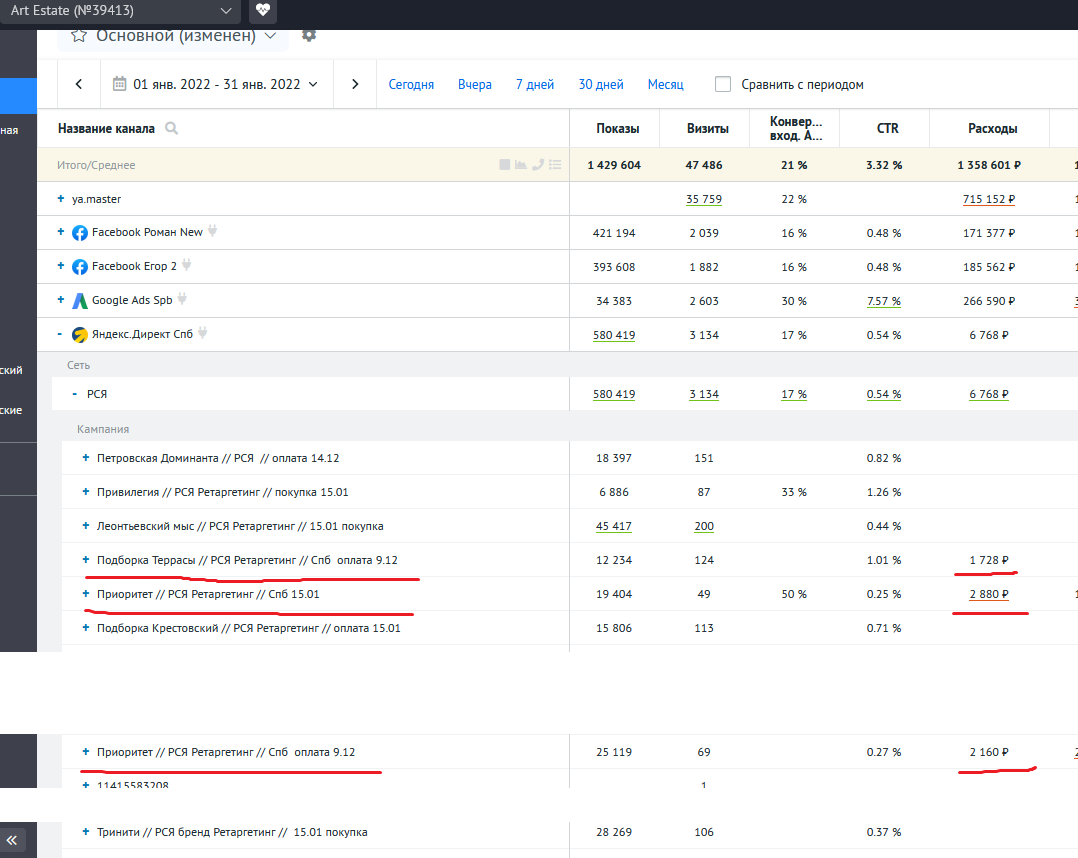 Art Estate (№39413)
Основной (изменен)
01 янв. 2022 - 31 янв. 2022 Сегодня Вчера 7 дней 30 дней Месяц Сравнить с периодом
ная
Название канала Показы Визиты Конвер... вход. А... CTR Расходы
Итого/Среднее 1 429 604 47 486 21 % 3.32 % 1 358 601 ₽
+ ya.master 35 759 22 % 715 152 ₽
+ Facebook Роман New 421 194 2 039 16 % 0.48 % 171 377 ₽
+ Facebook Егор 2 393 608 1 882 16 % 0.48 % 185 562 ₽
+ Google Ads Spb 34 383 2 603 30 % 7.57 % 266 590 ₽
- Яндекс.Директ Спб 580 419 3 134 17 % 0.54 % 6 768 ₽
Сеть
ский
- РСЯ 580 419 3 134 17 % 0.54 % 6 768 ₽
ские
Кампания
+ Петровская Доминанта // РСЯ // оплата 14.12 18 397 151 0.82 %
+ Привилегия // РСЯ Ретаргетинг // покупка 15.01 6 886 87 33 % 1.26 %
+ Леонтьевский мыс // РСЯ Ретаргетинг // 15.01 покупка 45 417 200 0.44 %
+ Подборка Террасы // РСЯ Ретаргетинг // Спб оплата 9.12 12 234 124 1.01 % 1 728 ₽
+ Приоритет // РСЯ Ретаргетинг // Спб 15.01 19 404 49 50 % 0.25 % 2 880 ₽
+ Подборка Крестовский // РСЯ Ретаргетинг // оплата 15.01 15 806 113 0.71 %
+ Приоритет // РСЯ Ретаргетинг // Спб оплата 9.12 25 119 69 0.27 % 2 160 ₽
+ 11415583208 1
+ Тринити // РСЯ бренд Ретаргетинг // 15.01 покупка 28 269 106 0.37 %